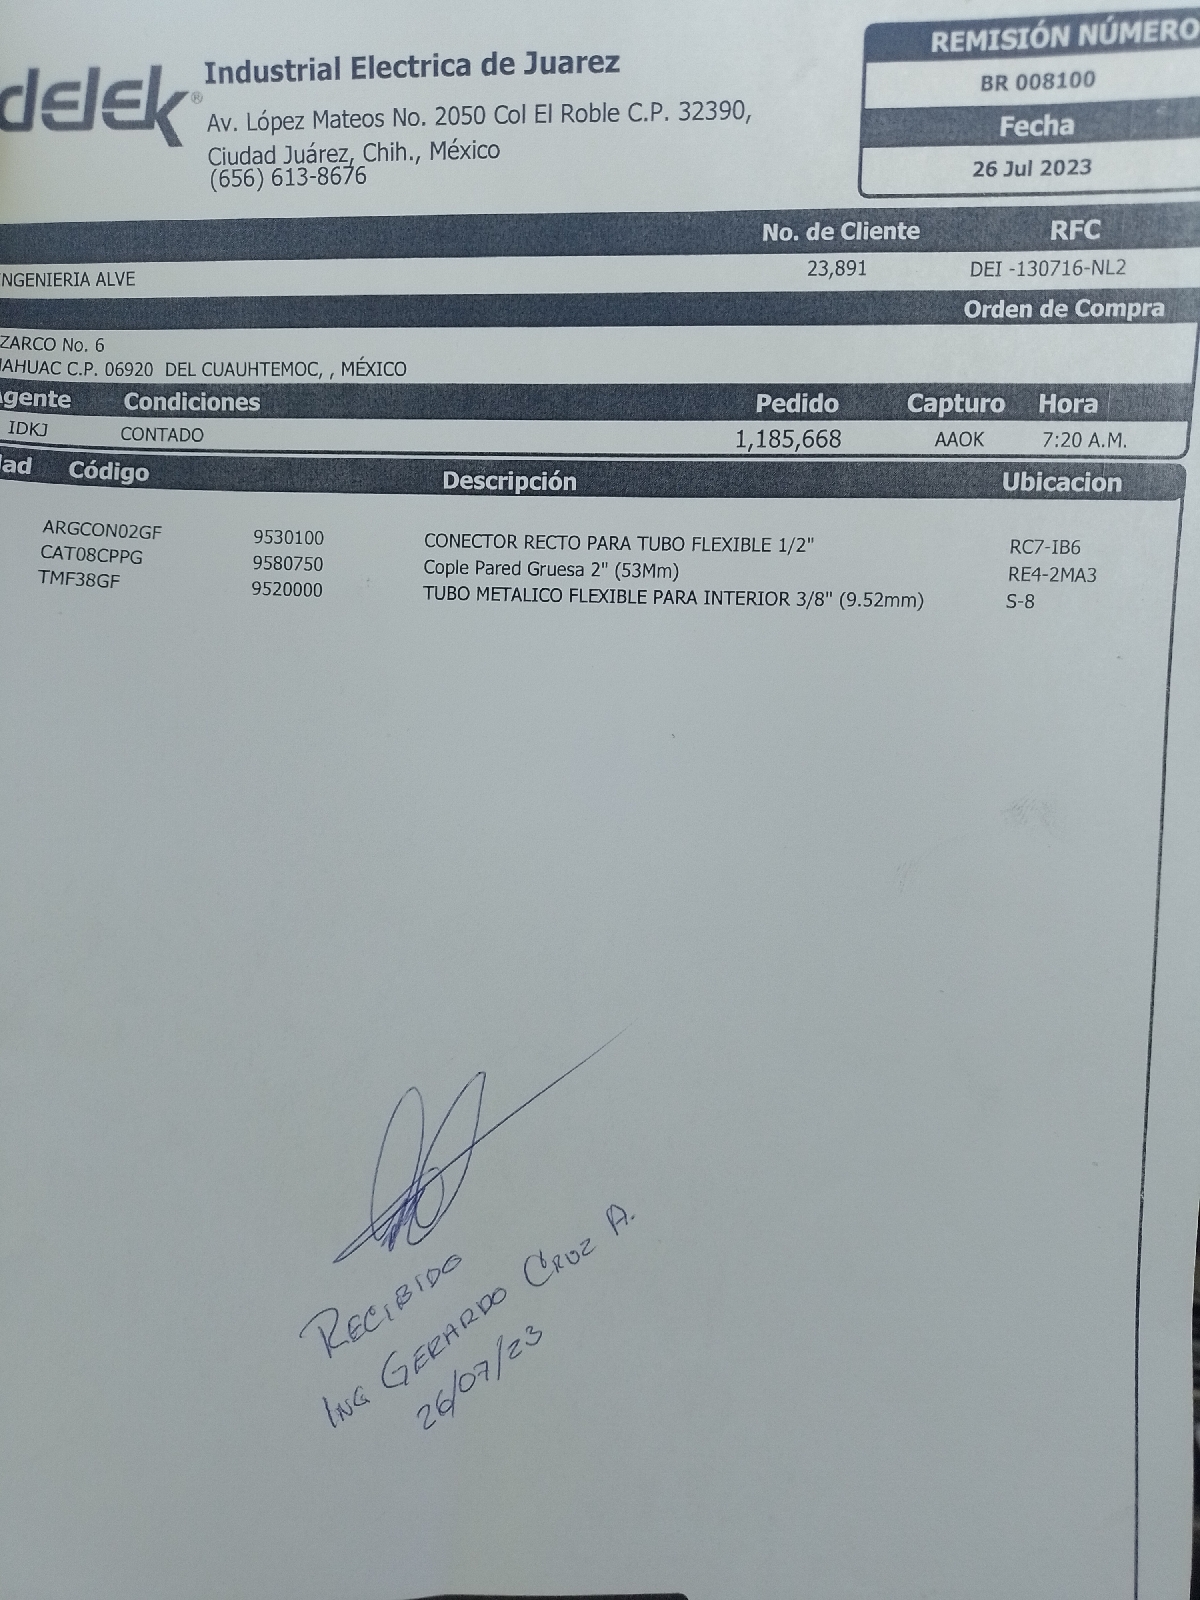 delek®
Industrial Electrica de Juarez
Av. López Mateos No. 2050 Col El Roble C.P. 32390,
Ciudad Juárez, Chih., México
(656) 613-8676
REMISIÓN NÚMERO
BR 008100
Fecha
26 Jul 2023
No. de Cliente RFC
NGENIERIA ALVE 23,891 DEI -130716-NL2
Orden de Compra
ZARCO No. 6
AHUAC C.P. 06920 DEL CUAUHTEMOC, , MÉXICO
gente Condiciones Pedido Capturo Hora
IDKJ CONTADO 1,185,668 AAOK 7:20 A.M.
dad Código Descripción Ubicacion
ARGCON02GF 9530100 CONECTOR RECTO PARA TUBO FLEXIBLE 1/2" RC7-IB6
CAT08CPPG 9580750 Cople Pared Gruesa 2" (53Mm) RE4-2MA3
TMF38GF 9520000 TUBO METALICO FLEXIBLE PARA INTERIOR 3/8" (9.52mm) S-8
RECIBIDO
ING GERARDO CRUZ A.
26/07/23